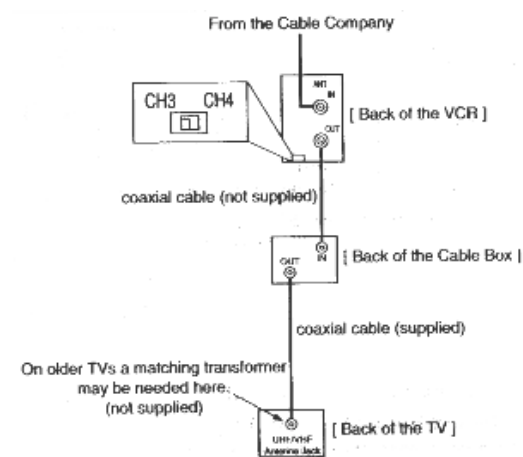 From the Cable Company
ANT
IN
CH3 CH4
[ Back of the VCR ]
OUT
coaxial cable (not supplied)
OUT
IN
[ Back of the Cable Box ]
coaxial cable (supplied)
On older TVs a matching transformer
may be needed here.
(not supplied)
[ Back of the TV ]
UHF/VHF
Antenna Jack